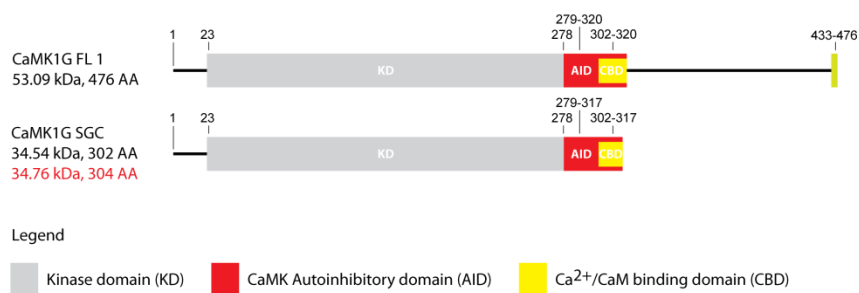 279-320
1 23 278 302-320 433-476
CaMK1G FL 1
53.09 kDa, 476 AA
KD AID CBD
279-317
1 23 278 302-317
CaMK1G SGC
34.54 kDa, 302 AA
34.76 kDa, 304 AA
KD AID CBD
Legend
Kinase domain (KD) CaMK Autoinhibitory domain (AID) Ca2+/CaM binding domain (CBD)